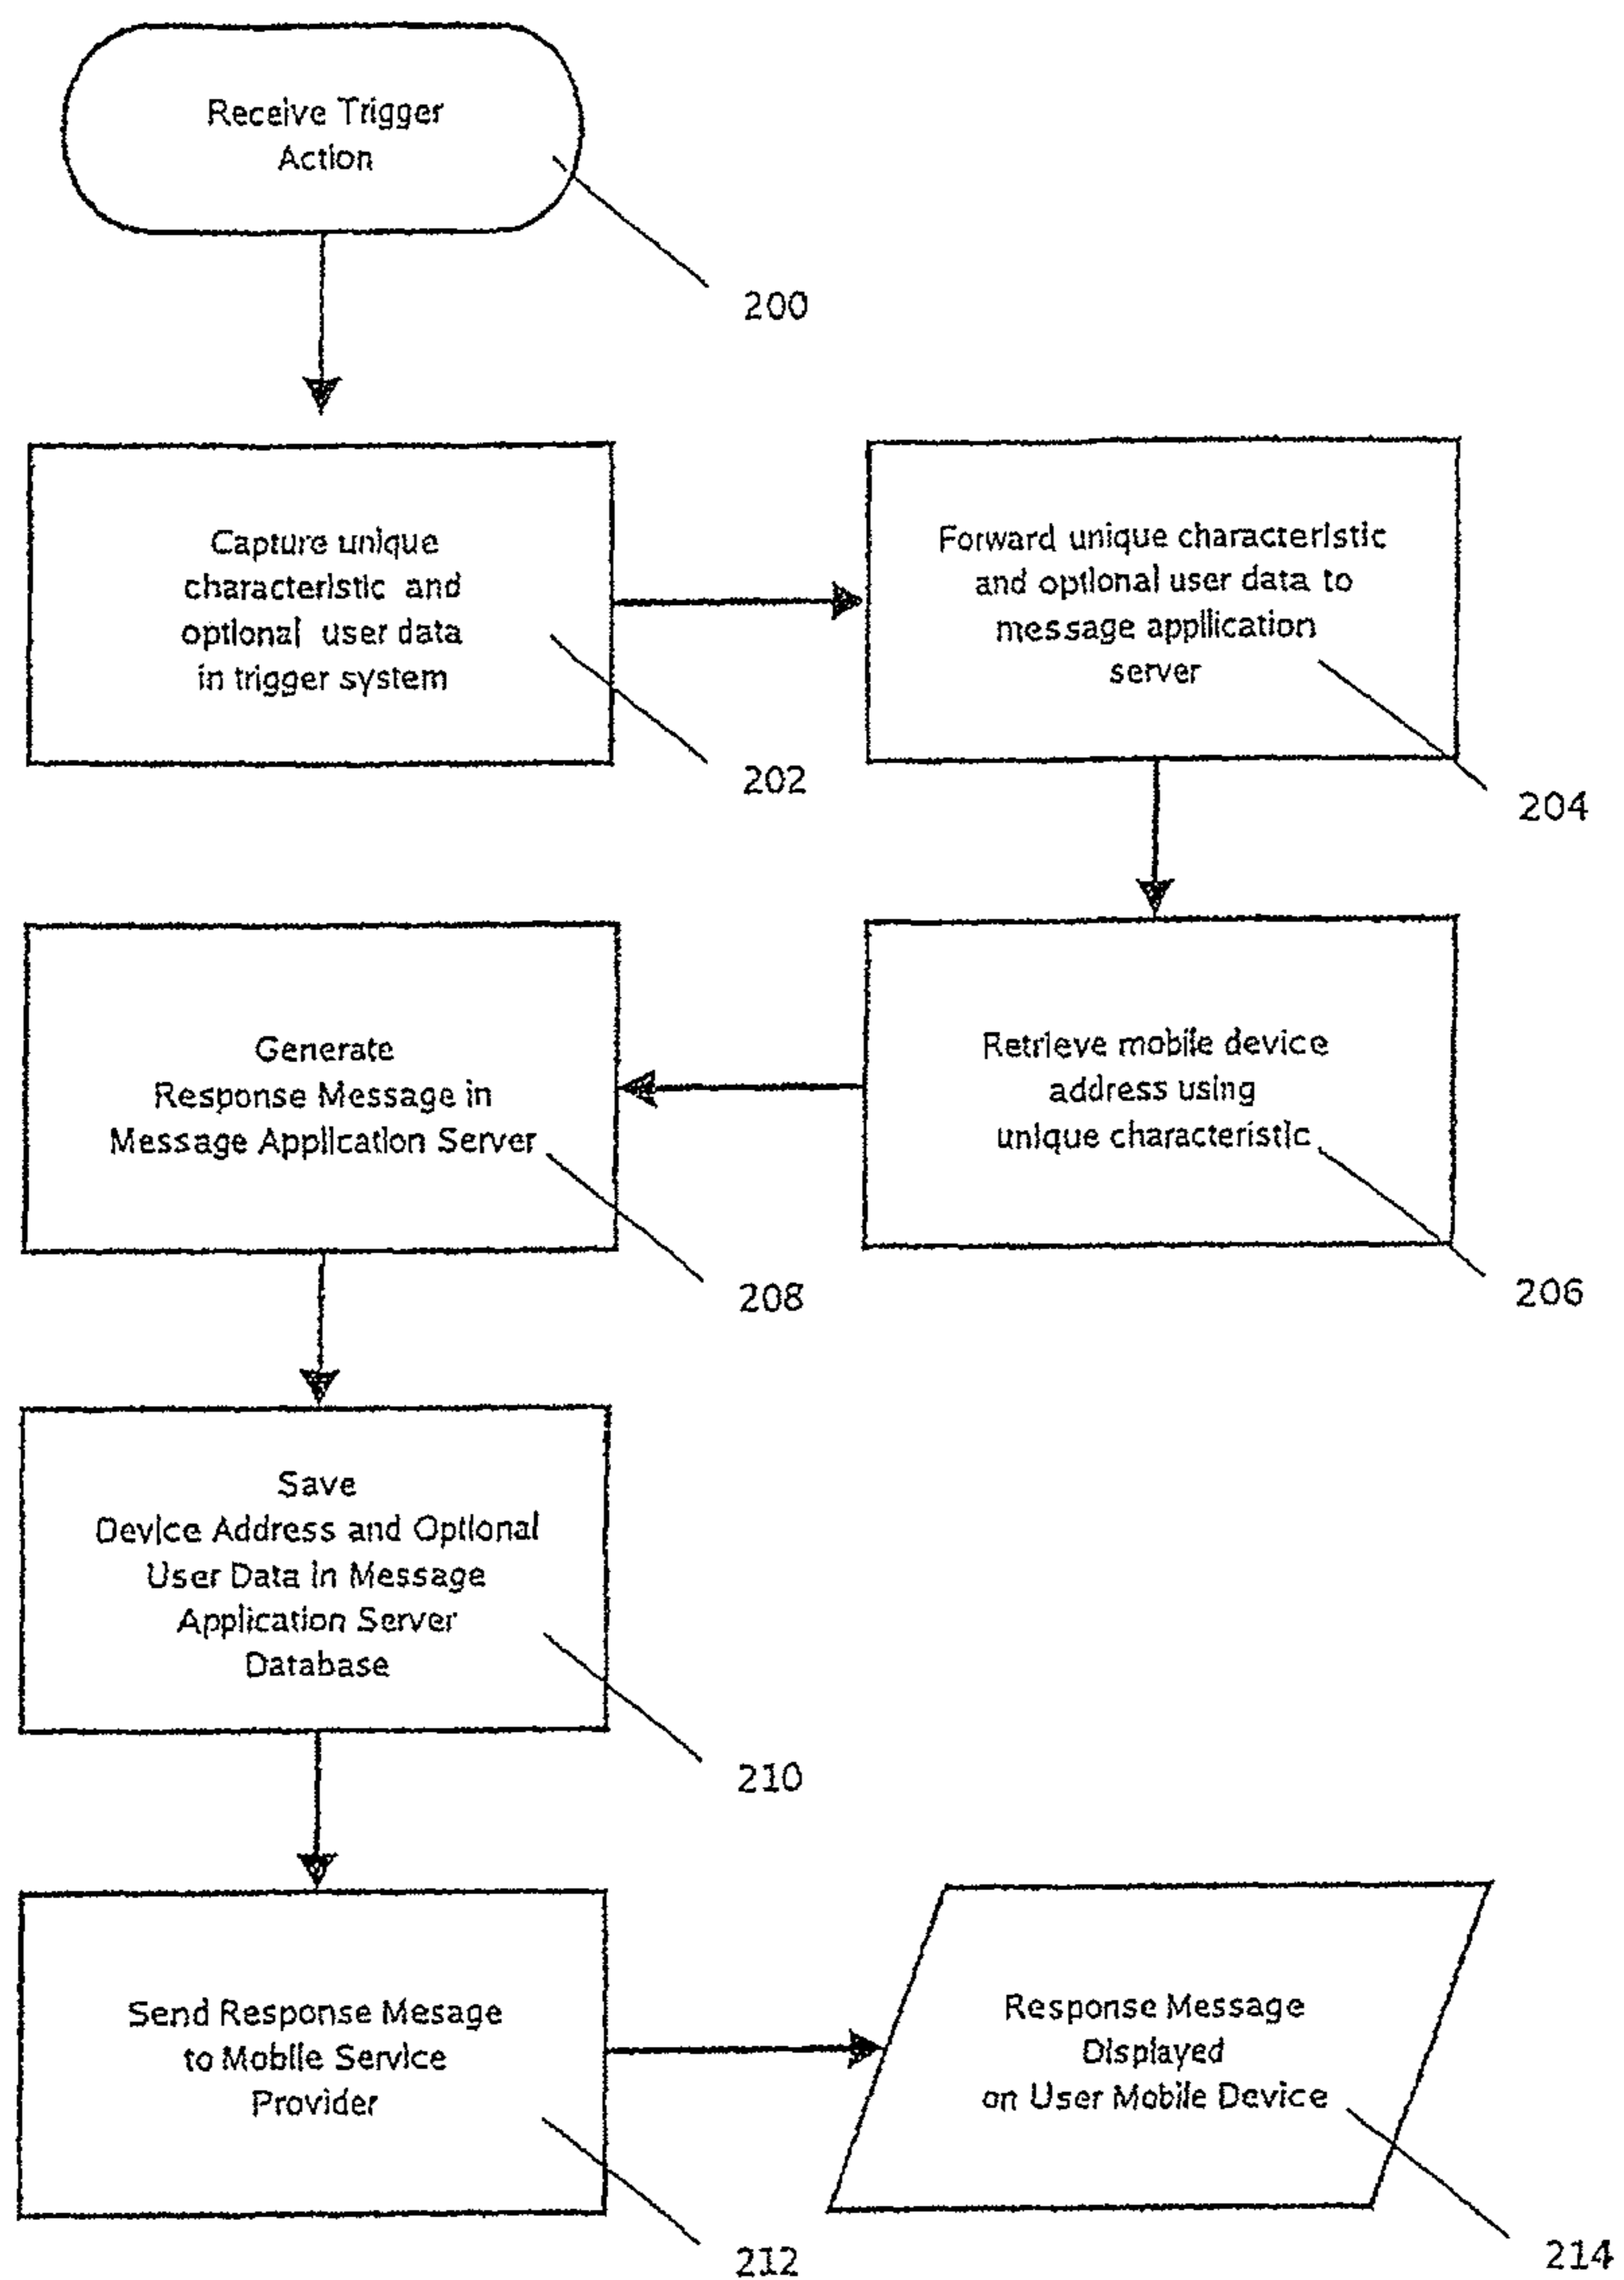 Receive Trigger
Action
200
Capture unique
characteristic and
optional user data
in trigger system
202
Forward unique characteristic
and optional user data to
message appllication
server
204
Retrieve mobile device
address using
unique characteristic
206
Generate
Response Message in
Message Application Server
208
Save
Device Address and Optional
User Data in Message
Application Server
Database
210
Send Response Mesage
to Mobile Service
Provider
212
Response Message
Displayed
on User Mobile Device
214